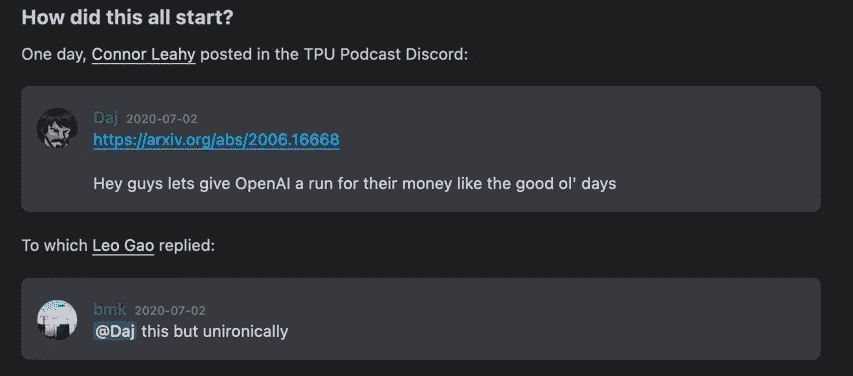 How did this all start?
One day, Connor Leahy posted in the TPU Podcast Discord:
Daj 2020-07-02
https://arxiv.org/abs/2006.16668
Hey guys lets give OpenAI a run for their money like the good ol' days
To which Leo Gao replied:
bmk 2020-07-02
@Daj this but unironically